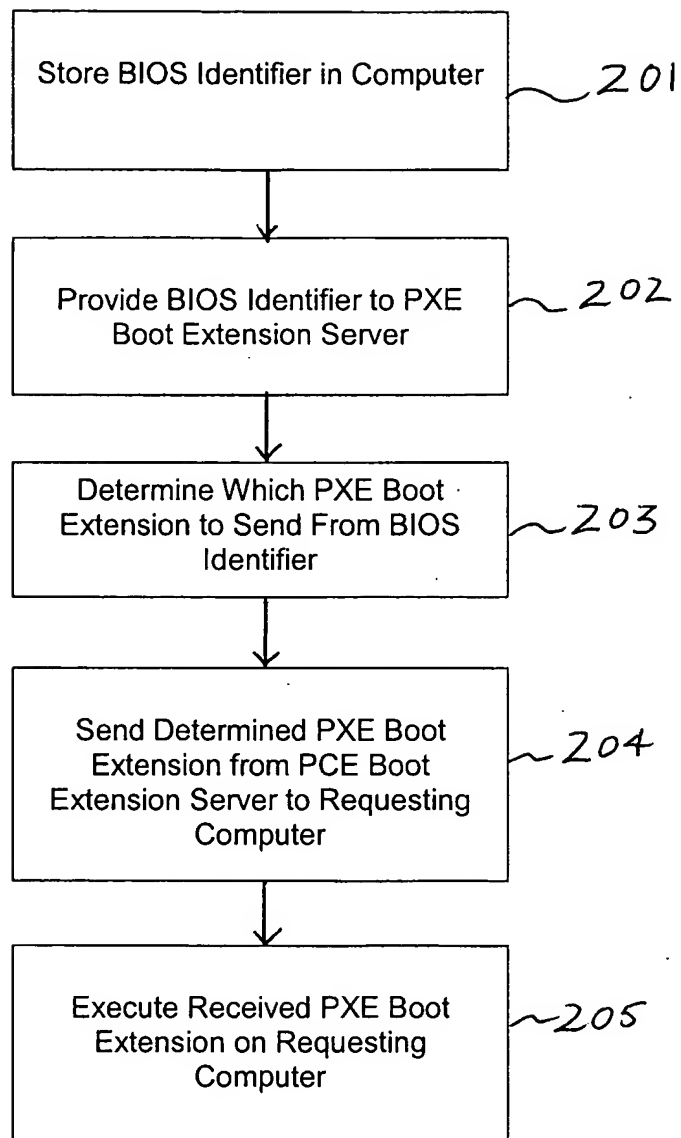 Store BIOS Identifier in Computer
201
Provide BIOS Identifier to PXE
Boot Extension Server
202
Determine Which PXE Boot
Extension to Send From BIOS
Identifier
203
Send Determined PXE Boot
Extension from PCE Boot
Extension Server to Requesting
Computer
204
Execute Received PXE Boot
Extension on Requesting
Computer
205